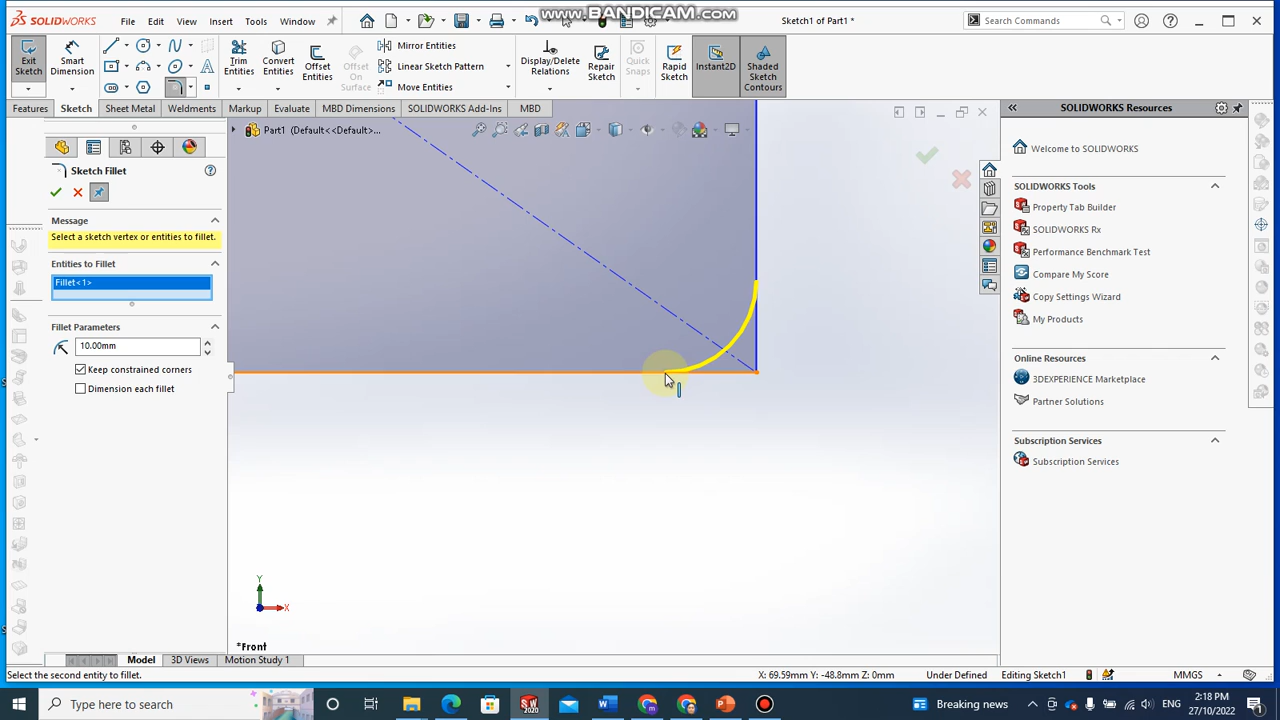 SOLIDWORKS
File Edit View Insert Tools Window
www.BANDICAM.com
Sketch1 of Part1 *
Search Commands
Exit Sketch
Smart Dimension
Trim Entities
Convert Entities
Offset Entities
Offset On Surface
Mirror Entities
Linear Sketch Pattern
Move Entities
Display/Delete Relations
Repair Sketch
Quick Snaps
Rapid Sketch
Instant2D
Shaded Sketch Contours
Features Sketch Sheet Metal Weldments Markup Evaluate MBD Dimensions SOLIDWORKS Add-Ins MBD
Part1 (Default<<Default>...
Sketch Fillet
Message
Select a sketch vertex or entities to fillet.
Entities to Fillet
Fillet<1>
Fillet Parameters
10.00mm
Keep constrained corners
Dimension each fillet
Y
X
*Front
SOLIDWORKS Resources
Welcome to SOLIDWORKS
SOLIDWORKS Tools
Property Tab Builder
SOLIDWORKS Rx
Performance Benchmark Test
Compare My Score
Copy Settings Wizard
My Products
Online Resources
3DEXPERIENCE Marketplace
Partner Solutions
Subscription Services
Subscription Services
Model 3D Views Motion Study 1
Select the second entity to fillet.
X: 69.59mm Y: -48.8mm Z: 0mm
Under Defined
Editing Sketch1
MMGS
Type here to search
SW 2020
Breaking news
ENG
2:18 PM
27/10/2022